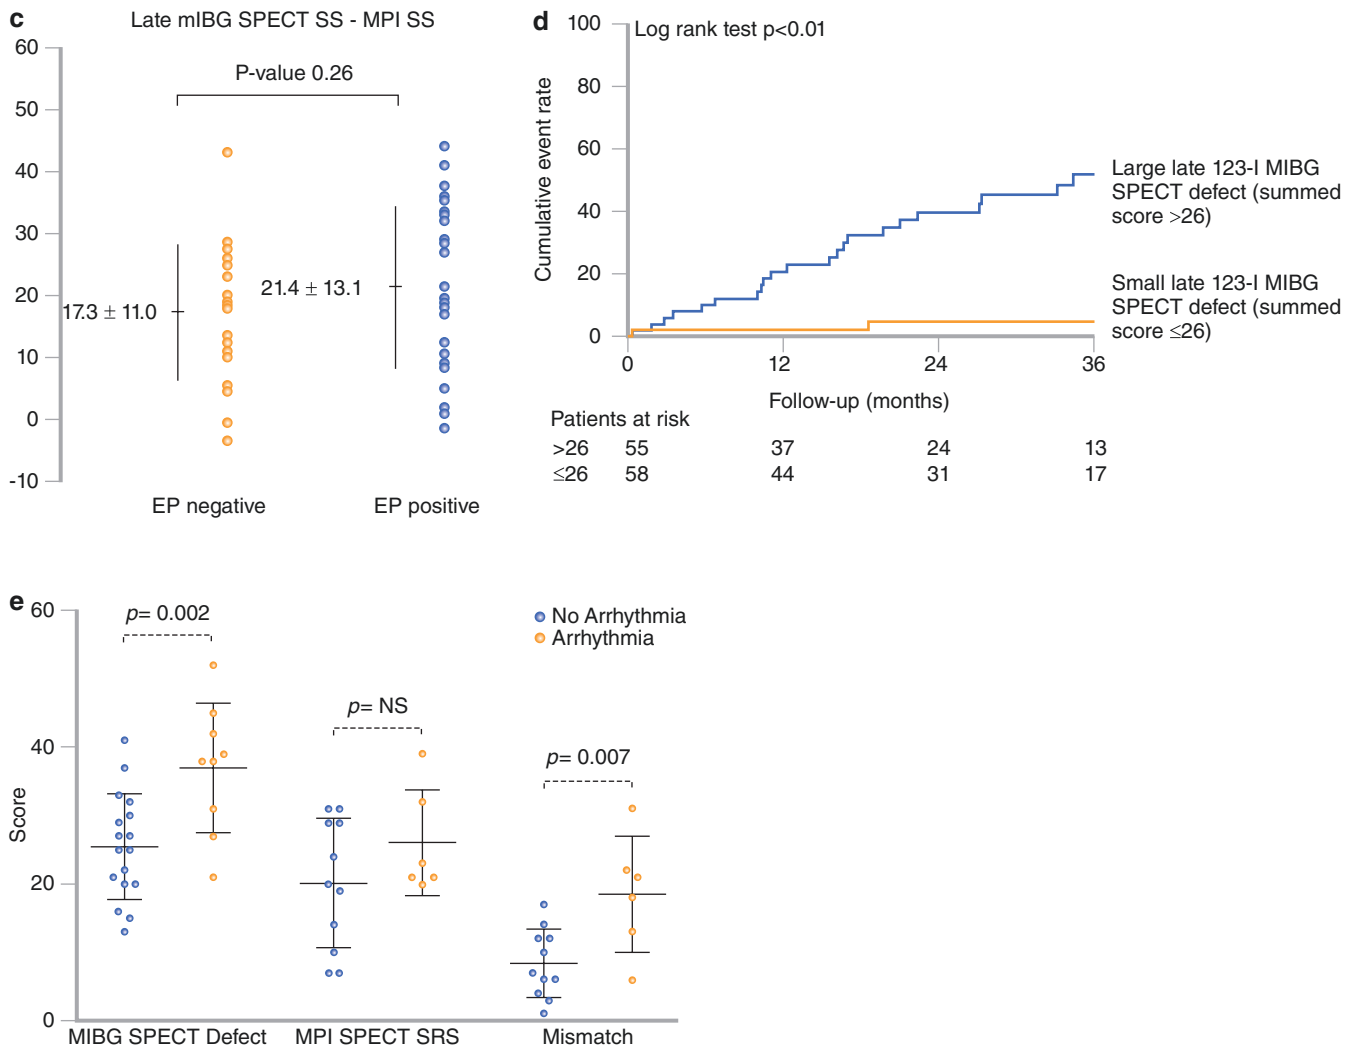 c
Late mIBG SPECT SS - MPI SS
60
50
40
30
20
10
0
-10
P-value 0.26
17.3 ± 11.0
21.4 ± 13.1
EP negative
EP positive
d
Log rank test p<0.01
100
80
60
40
20
0
Cumulative event rate
Large late 123-I MIBG
SPECT defect (summed
score >26)
Small late 123-I MIBG
SPECT defect (summed
score ≤26)
0 12 24 36
Follow-up (months)
Patients at risk
>26 55 37 24 13
≤26 58 44 31 17
e
60
40
20
0
Score
No Arrhythmia
Arrhythmia
p= 0.002
p= NS
p= 0.007
MIBG SPECT Defect
MPI SPECT SRS
Mismatch